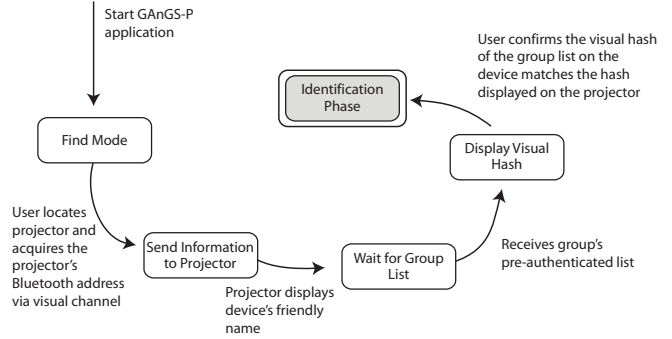 Start GAnGS-P
application
Find Mode
User locates
projector and
acquires the
projector's
Bluetooth address
via visual channel
Send Information
to Projector
Projector displays
device's friendly
name
Wait for Group
List
Receives group's
pre-authenticated list
Display Visual
Hash
User confirms the visual hash
of the group list on the
device matches the hash
displayed on the projector
Identification
Phase